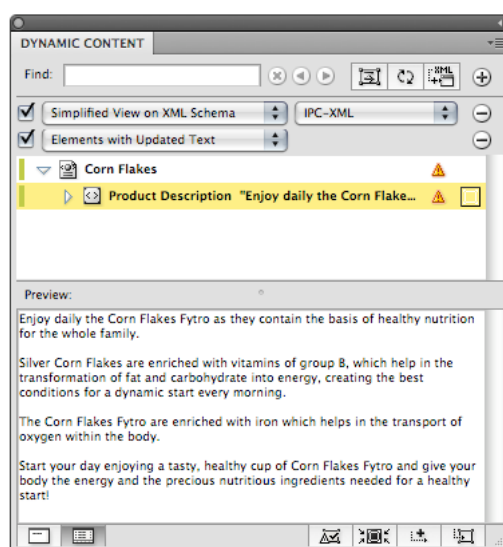 DYNAMIC CONTENT
Find:
XML
Simplified View on XML Schema
IPC-XML
Elements with Updated Text
Corn Flakes
Product Description "Enjoy daily the Corn Flake...
Preview:
Enjoy daily the Corn Flakes Fytro as they contain the basis of healthy nutrition
for the whole family.
Silver Corn Flakes are enriched with vitamins of group B, which help in the
transformation of fat and carbohydrate into energy, creating the best
conditions for a dynamic start every morning.
The Corn Flakes Fytro are enriched with iron which helps in the transport of
oxygen within the body.
Start your day enjoying a tasty, healthy cup of Corn Flakes Fytro and give your
body the energy and the precious nutritious ingredients needed for a healthy
start!